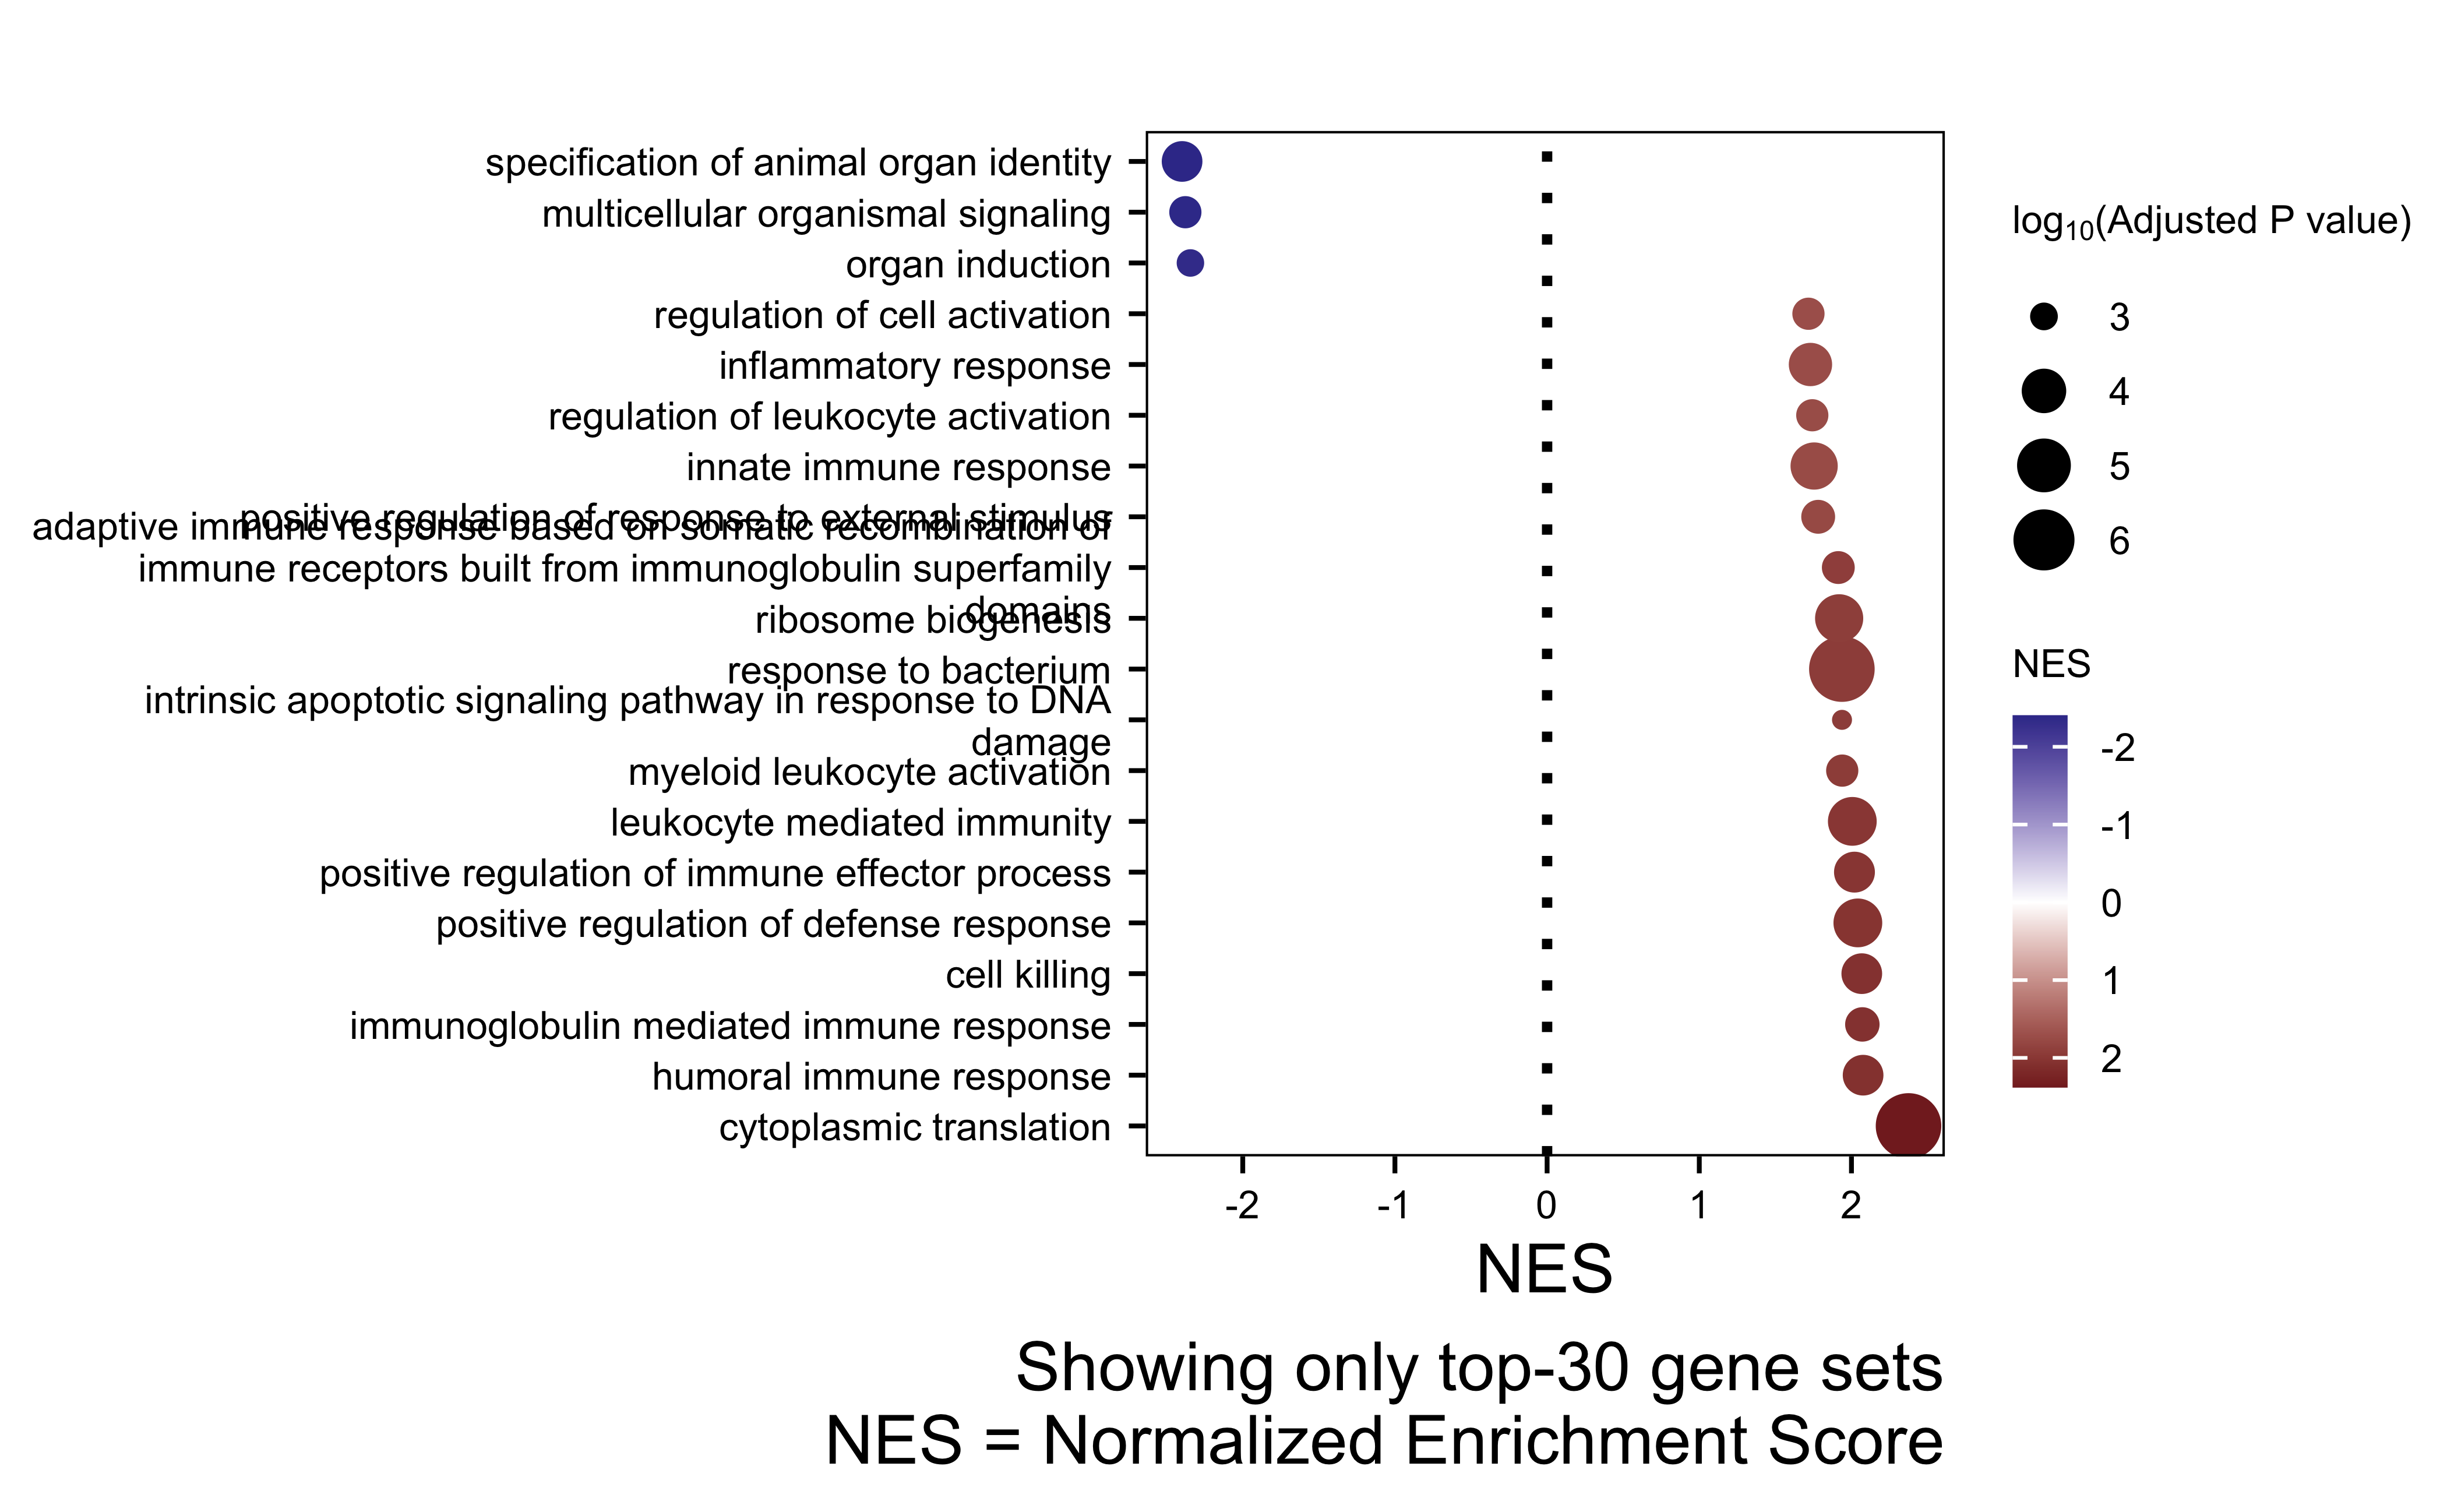 specification of animal organ identity
multicellular organismal signaling
organ induction
regulation of cell activation
inflammatory response
regulation of leukocyte activation
innate immune response
positive regulation of response to external stimulus
adaptive immune response based on somatic recombination of
immune receptors built from immunoglobulin superfamily
domains
ribosome biogenesis
response to bacterium
intrinsic apoptotic signaling pathway in response to DNA
damage
myeloid leukocyte activation
leukocyte mediated immunity
positive regulation of immune effector process
positive regulation of defense response
cell killing
immunoglobulin mediated immune response
humoral immune response
cytoplasmic translation
-2 -1 0 1 2
NES
Showing only top-30 gene sets
NES = Normalized Enrichment Score
log10(Adjusted P value)
3
4
5
6
NES
-2
-1
0
1
2